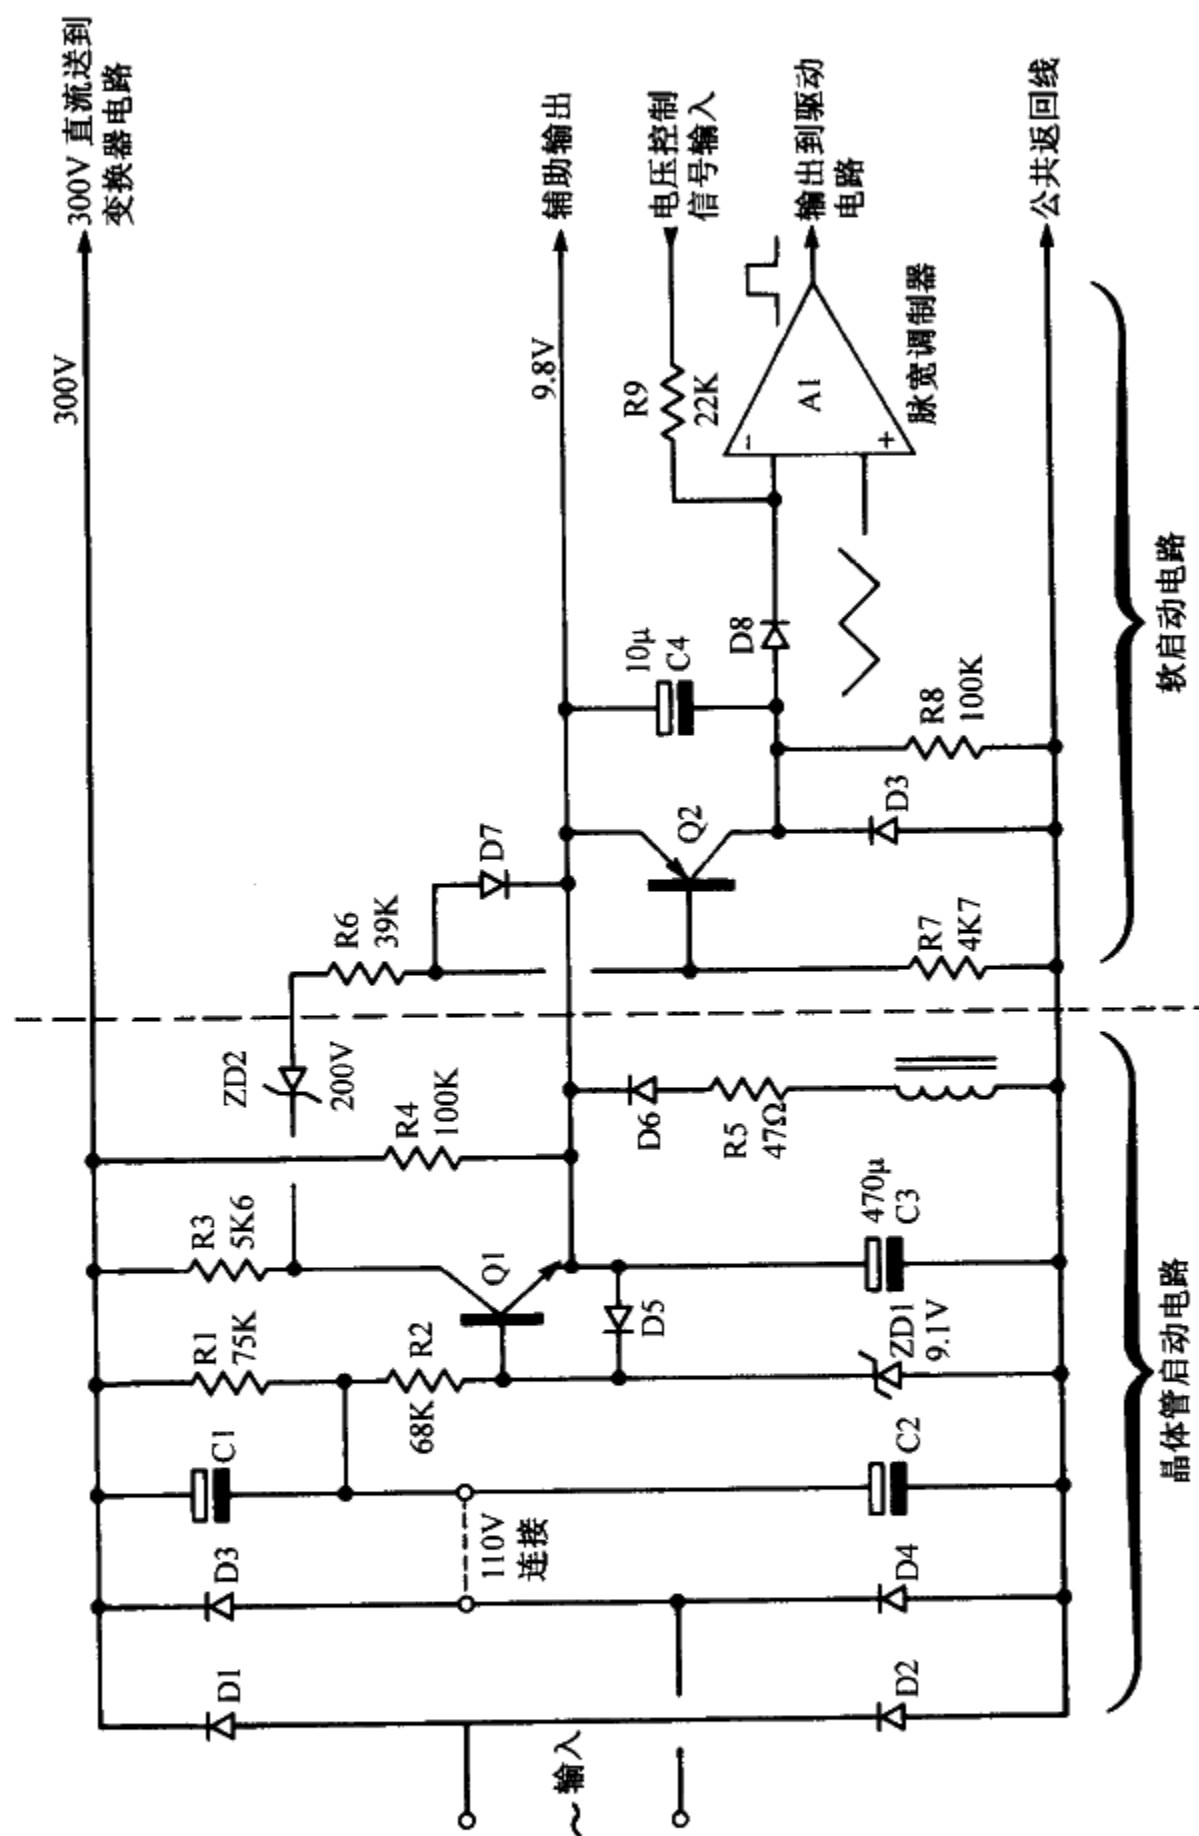 300V 直流送到
变换器电路
300V
辅助输出
9.8V
电压控制
信号输入
R9
22K
输出到驱动
电路
A1
−
+
脉宽调制器
公共返回线
10μ
C4
D8
R8
100K
D7
Q2
D3
R6
39K
R7
4K7
软启动电路
ZD2
200V
R4
100K
D6
R5
47Ω
R3
5K6
Q1
D5
470μ
C3
R1
75K
R2
68K
ZD1
9.1V
C1
C2
110V
连接
D3
D4
D1
D2
~输入
晶体管启动电路